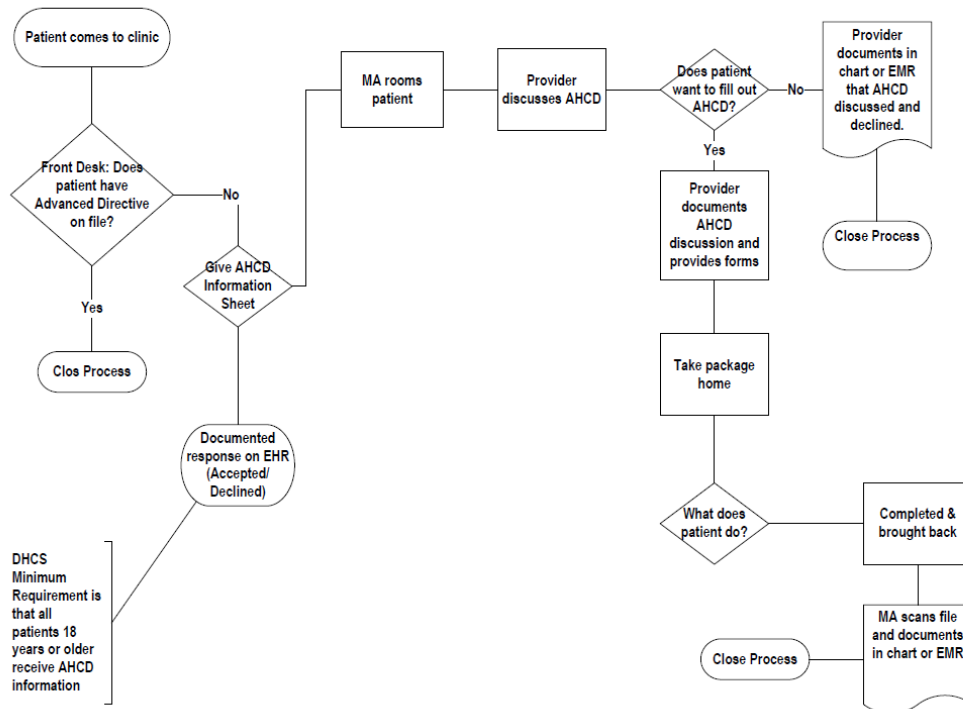 Patient comes to clinic
Front Desk: Does
patient have
Advanced Directive
on file?
No
Yes
Clos Process
Give AHCD
Information
Sheet
Documented
response on EHR
(Accepted/
Declined)
DHCS
Minimum
Requirement is
that all
patients 18
years or older
receive AHCD
information
MA rooms
patient
Provider
discusses AHCD
Does patient
want to fill out
AHCD?
No
Provider
documents in
chart or EMR
that AHCD
discussed and
declined.
Close Process
Yes
Provider
documents
AHCD
discussion and
provides forms
Take package
home
What does
patient do?
Completed &
brought back
MA scans file
and documents
in chart or EMR
Close Process